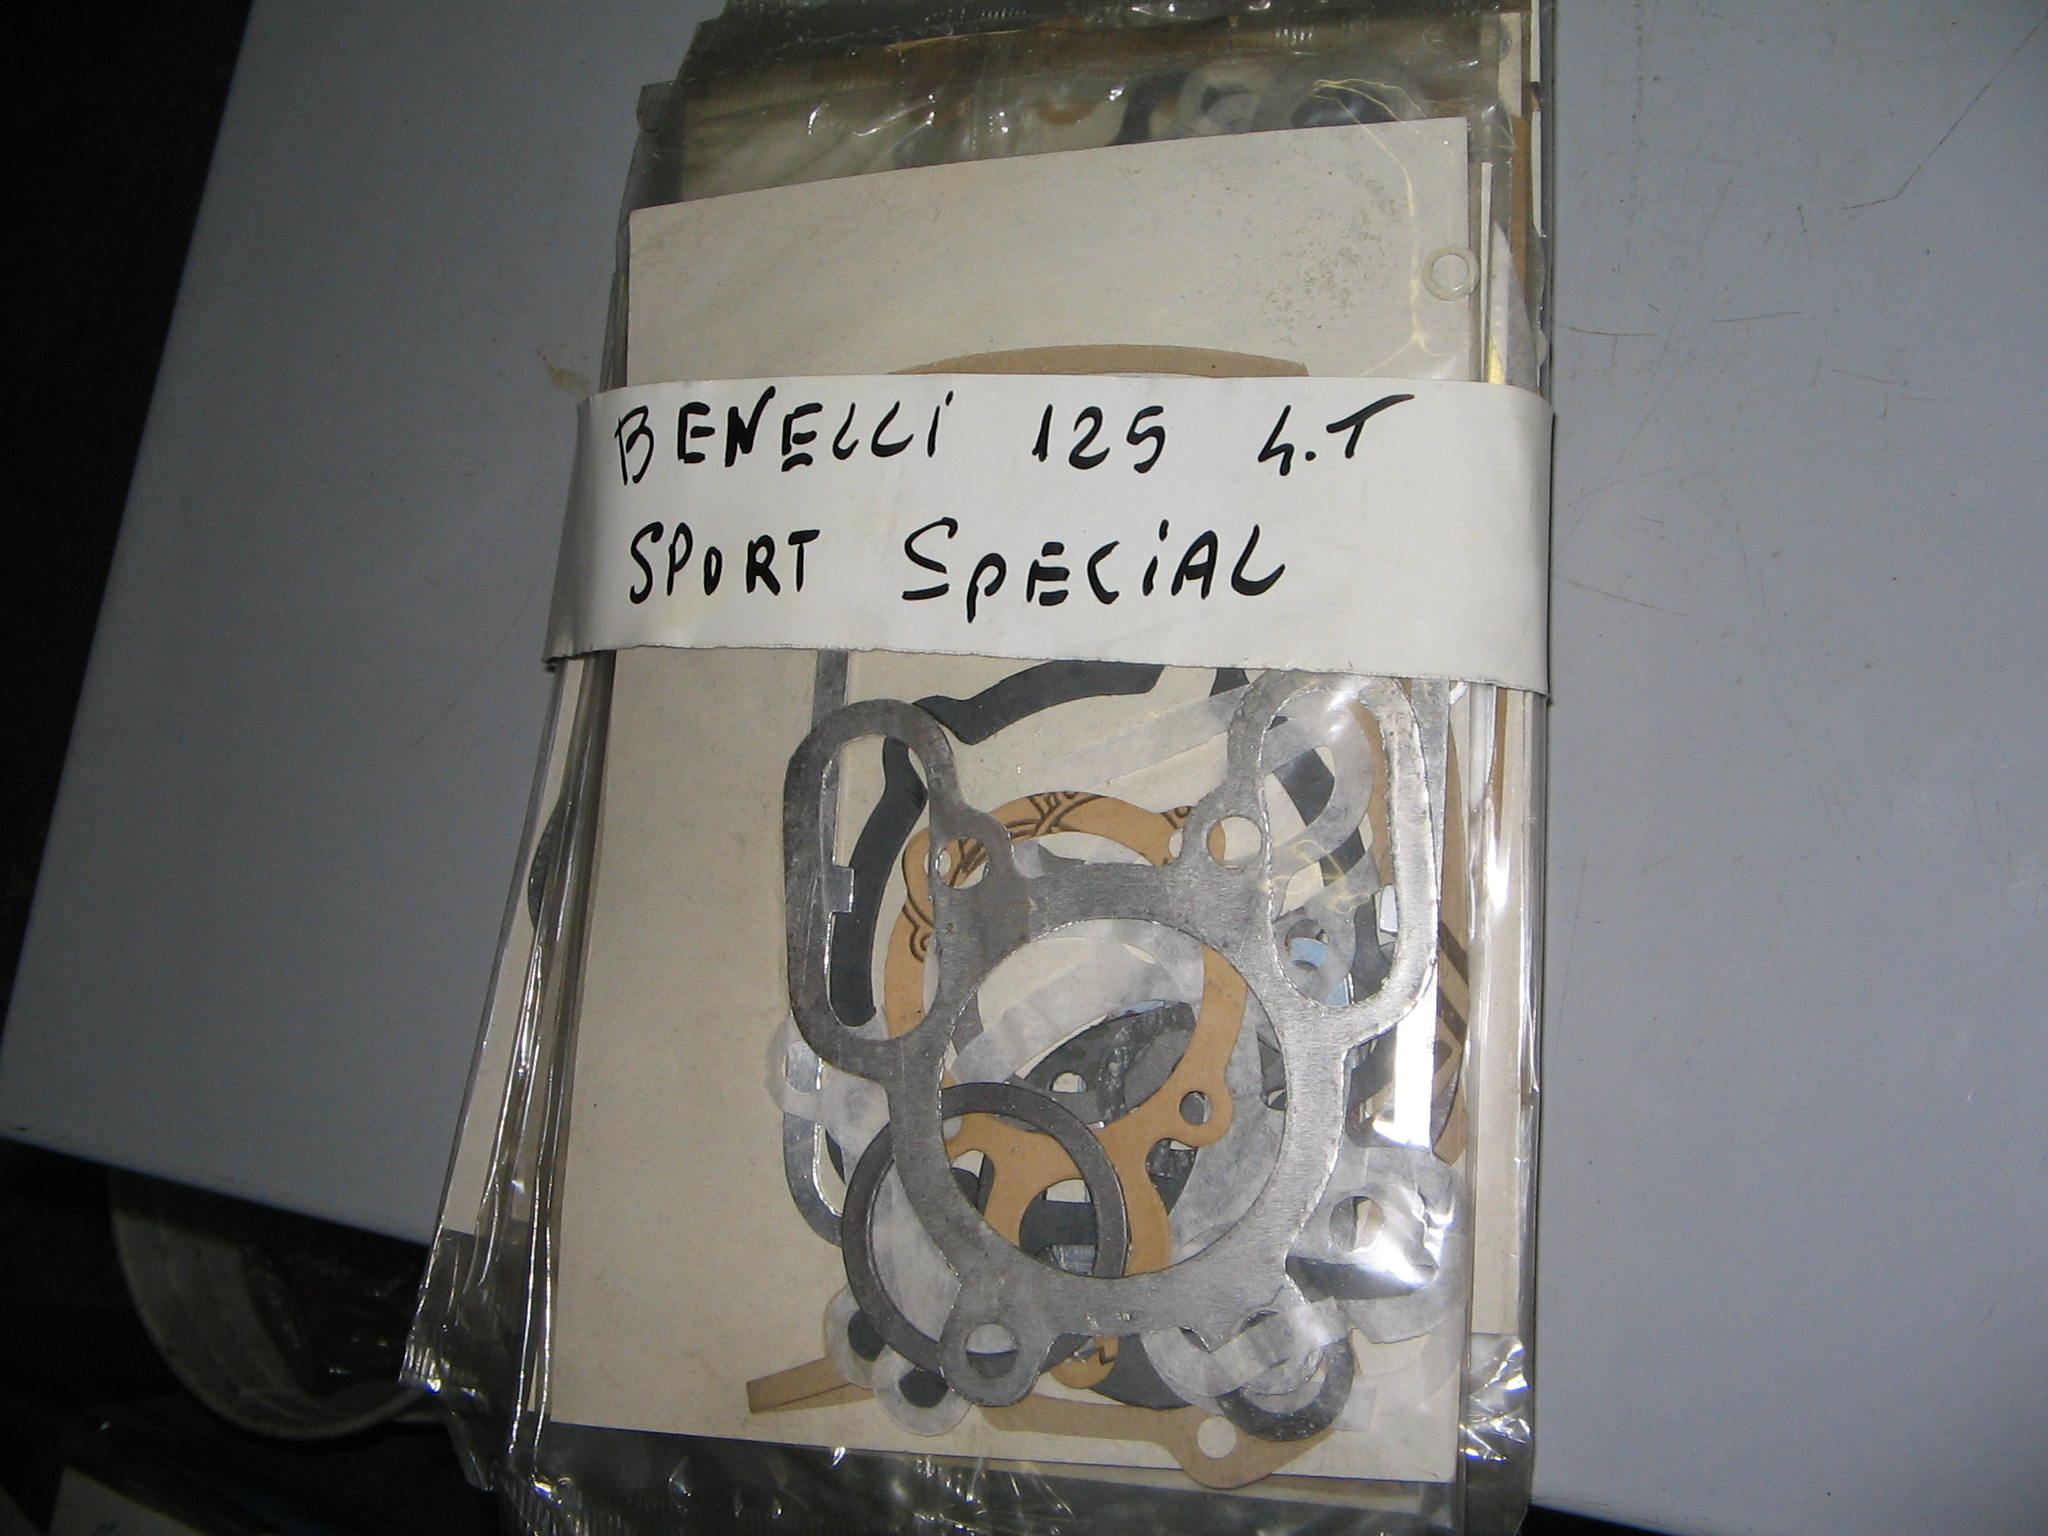 BENELLi 125 4.T
SPORT SPECiAL